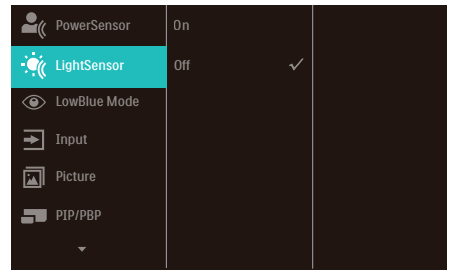 PowerSensor On
LightSensor Off ✓
LowBlue Mode
Input
Picture
PIP/PBP